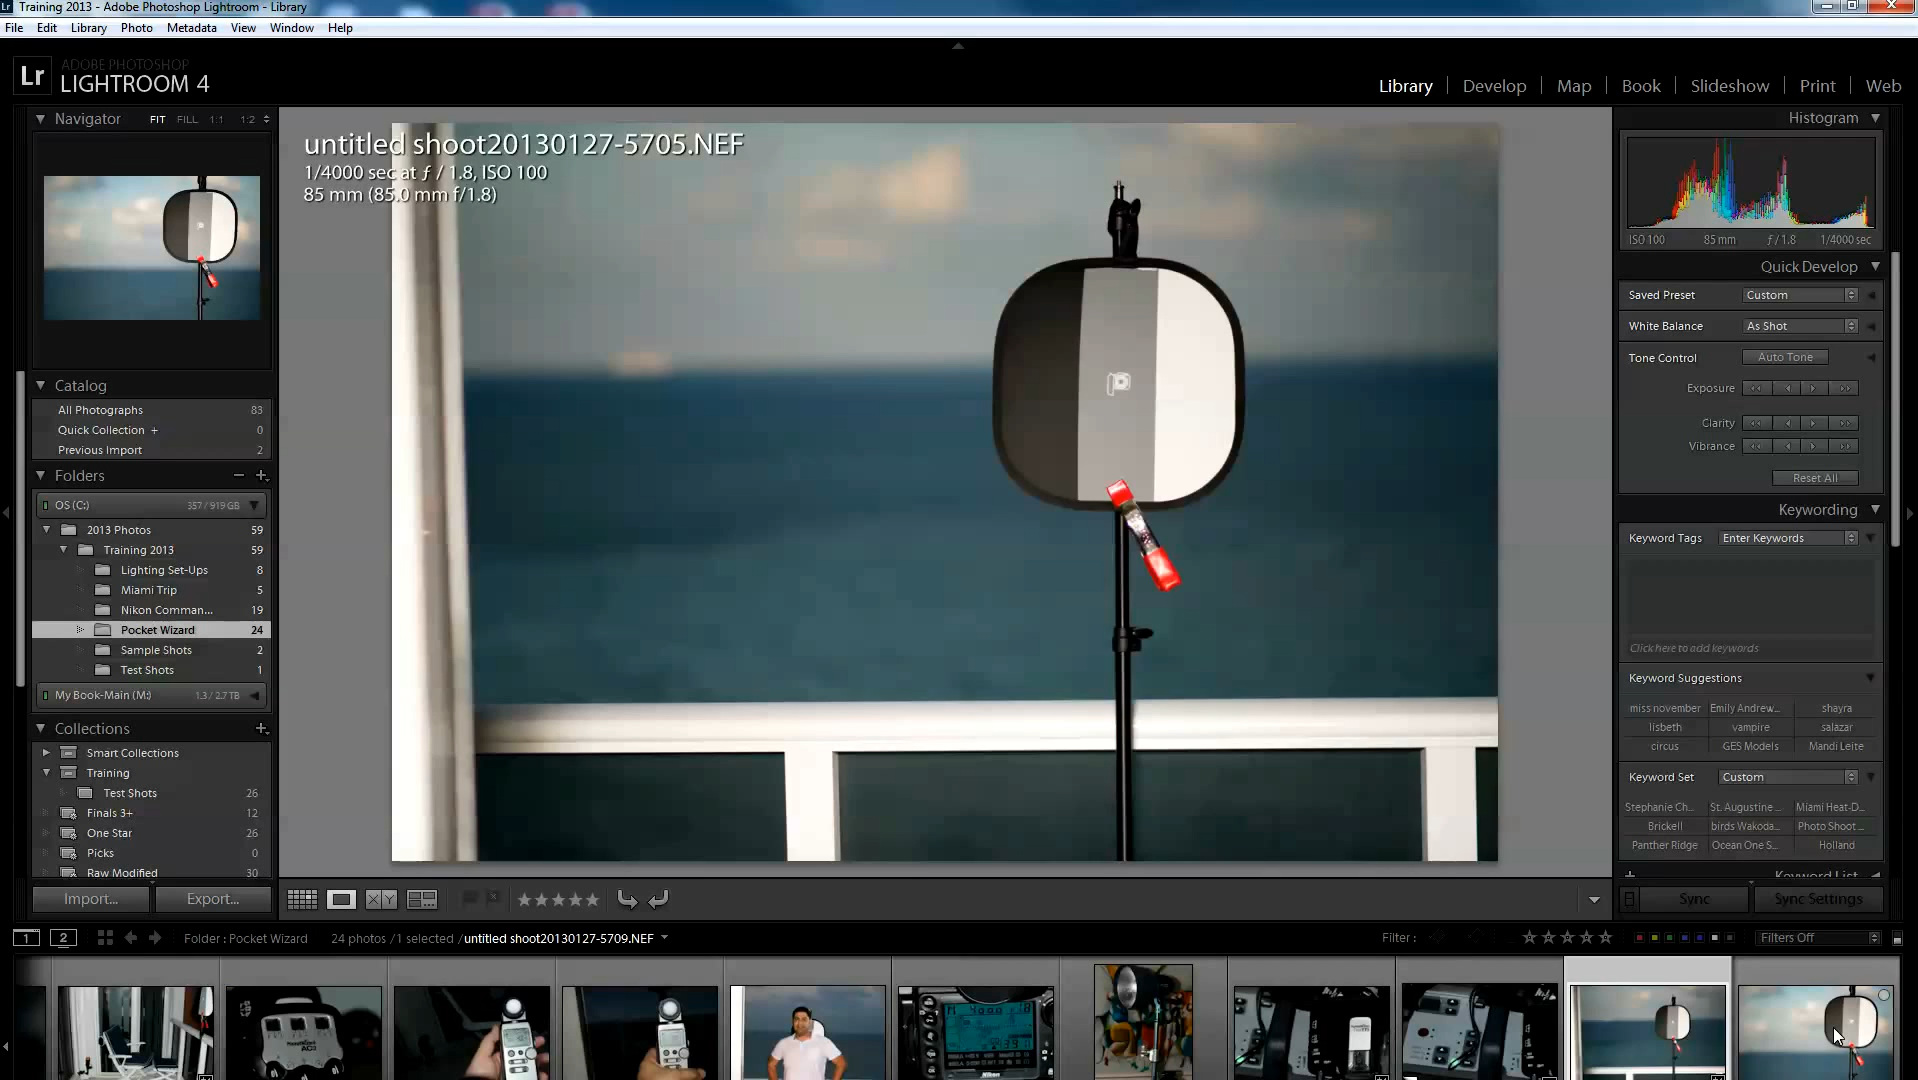 Training 2013 - Adobe Photoshop Lightroom - Library
File Edit Library Photo Metadata View Window Help
Lr ADOBE PHOTOSHOP
LIGHTROOM 4
Library Develop Map Book Slideshow Print Web
Navigator FIT FILL 1:1 1:2
Catalog
All Photographs 83
Quick Collection + 0
Previous Import 2
Folders
OS (C:) 357 / 919 GB
2013 Photos 59
Training 2013 59
Lighting Set-Ups 8
Miami Trip 5
Nikon Comman... 19
Pocket Wizard 24
Sample Shots 2
Test Shots 1
My Book-Main (M:) 1.3 / 2.7 TB
Collections
Smart Collections
Training
Test Shots 26
Finals 3+ 12
One Star 26
Picks 0
Raw Modified 30
Import... Export...
untitled shoot20130127-5705.NEF
1/4000 sec at ƒ / 1.8, ISO 100
85 mm (85.0 mm f/1.8)
Histogram
ISO 100 85 mm ƒ / 1.8 1/4000 sec
Quick Develop
Saved Preset Custom
White Balance As Shot
Tone Control Auto Tone
Exposure
Clarity
Vibrance
Reset All
Keywording
Keyword Tags Enter Keywords
Click here to add keywords
Keyword Suggestions
miss november Emily Andrew... shayra
lisbeth vampire salazar
circus GES Models Mandi Leite
Keyword Set Custom
Stephanie Ch... St. Augustine ... Miami Heat-D...
Brickell birds Wakoda... Photo Shoot ...
Panther Ridge Ocean One S... Holland
Keyword List
Sync Sync Settings
XY
1 2 Folder : Pocket Wizard 24 photos / 1 selected / untitled shoot20130127-5709.NEF Filter : Filters Off
Nikon